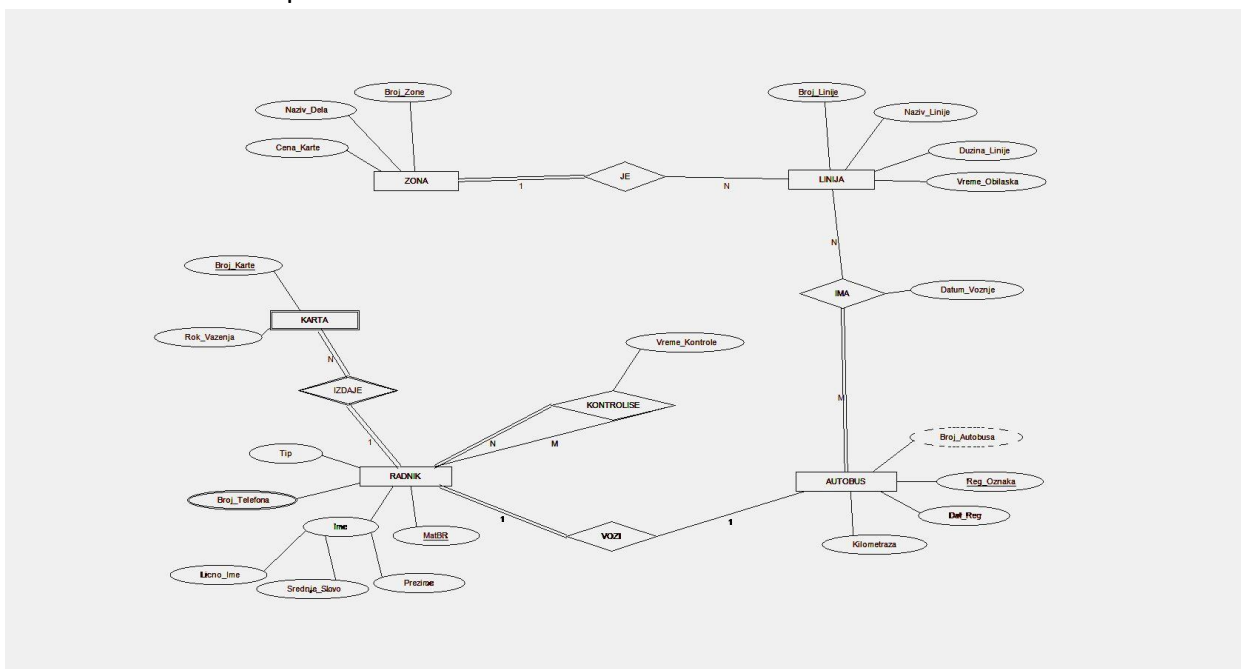 Broj_Zone
Broj_Linije
Naziv_Dela
Naziv_Linije
Cena_Karte
Duzina_Linije
ZONA
1
JE
N
LINIJA
Vreme_Obilaska
N
Broj_Karte
IMA
Datum_Voznje
KARTA
Rok_Vazenja
Vreme_Kontrole
N
IZDAJE
KONTROLISE
M
1
N
M
Broj_Autobusa
Tip
RADNIK
AUTOBUS
Reg_Oznaka
Broj_Telefona
Dat_Reg
1
1
Ime
MatBR
VOZI
Kilometraza
Licno_Ime
Srednje_Slovo
Prezime